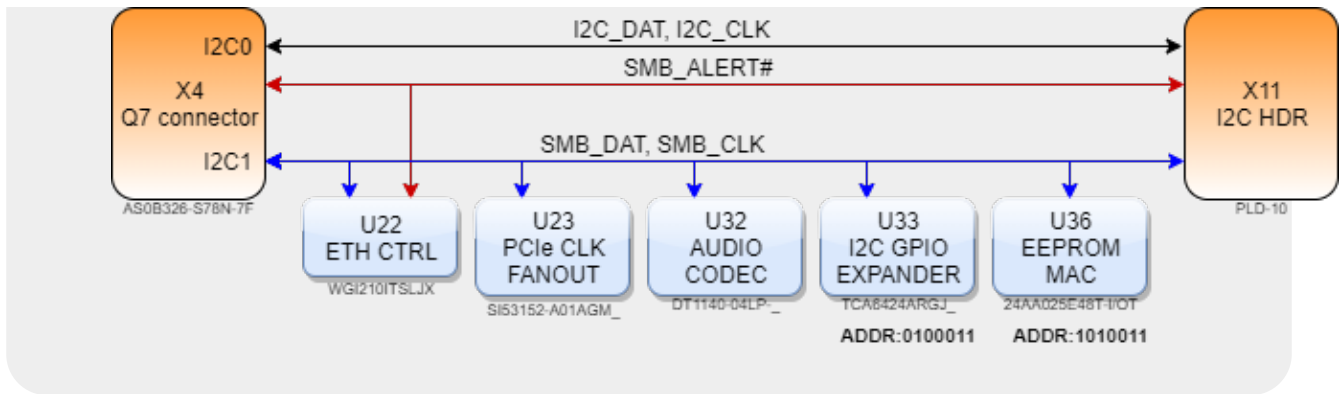 I2C_DAT, I2C_CLK
I2C0
SMB_ALERT#
X4
Q7 connector
X11
I2C HDR
SMB_DAT, SMB_CLK
I2C1
AS0B326-S78N-7F
PLD-10
U22
ETH CTRL
WGI210ITSLJX
U23
PCIe CLK
FANOUT
SI53152-A01AGM_
U32
AUDIO
CODEC
DT1140-04LP-_
U33
I2C GPIO
EXPANDER
TCA6424ARGJ_
ADDR:0100011
U36
EEPROM
MAC
24AA025E48T-I/OT
ADDR:1010011